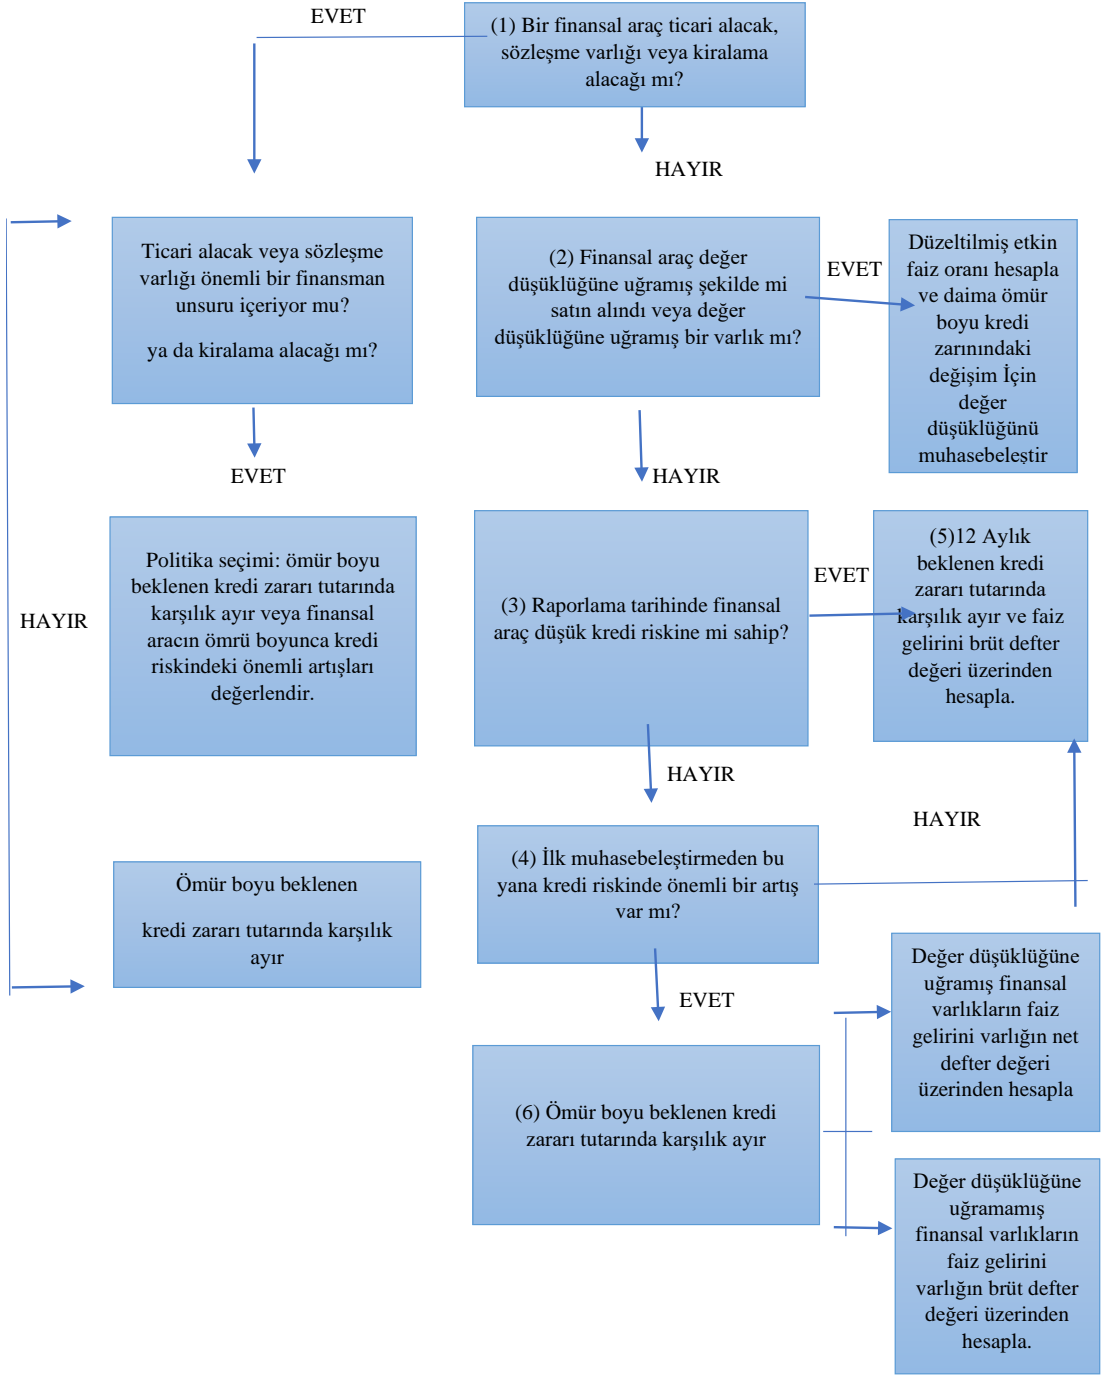 EVET
(1) Bir finansal araç ticari alacak,
sözleşme varlığı veya kiralama
alacağı mı?
HAYIR
Ticari alacak veya sözleşme
varlığı önemli bir finansman
unsuru içeriyor mu?
ya da kiralama alacağı mı?
(2) Finansal araç değer
düşüklüğüne uğramış şekilde mi
satın alındı veya değer
düşüklüğüne uğramış bir varlık mı?
EVET
Düzeltilmiş etkin
faiz oranı hesapla
ve daima ömür
boyu kredi
zarınındaki
değişim İçin
değer
düşüklüğünü
muhasebeleştir
EVET
HAYIR
HAYIR
Politika seçimi: ömür boyu
beklenen kredi zararı tutarında
karşılık ayır veya finansal
aracın ömrü boyunca kredi
riskindeki önemli artışları
değerlendir.
(3) Raporlama tarihinde finansal
araç düşük kredi riskine mi sahip?
EVET
(5)12 Aylık
beklenen kredi
zararı tutarında
karşılık ayır ve faiz
gelirini brüt defter
değeri üzerinden
hesapla.
HAYIR
HAYIR
Ömür boyu beklenen
kredi zararı tutarında karşılık
ayır
(4) İlk muhasebeleştirmeden bu
yana kredi riskinde önemli bir artış
var mı?
EVET
Değer düşüklüğüne
uğramış finansal
varlıkların faiz
gelirini varlığın net
defter değeri
üzerinden hesapla
(6) Ömür boyu beklenen kredi
zararı tutarında karşılık ayır
Değer düşüklüğüne
uğramamış
finansal varlıkların
faiz gelirini
varlığın brüt defter
değeri üzerinden
hesapla.